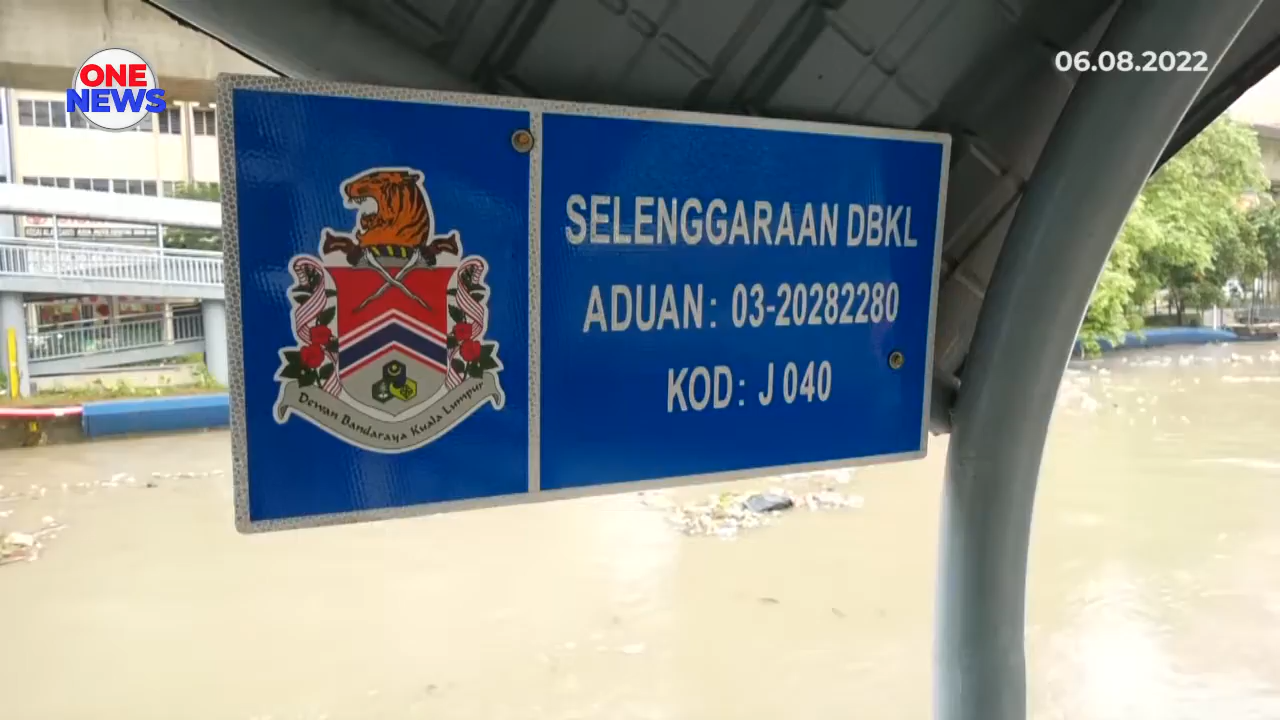 ONE
NEWS
06.08.2022
SELENGGARAAN DBKL
ADUAN: 03-20282280
KOD: J 040
Dewan Bandaraya Kuala Lumpur